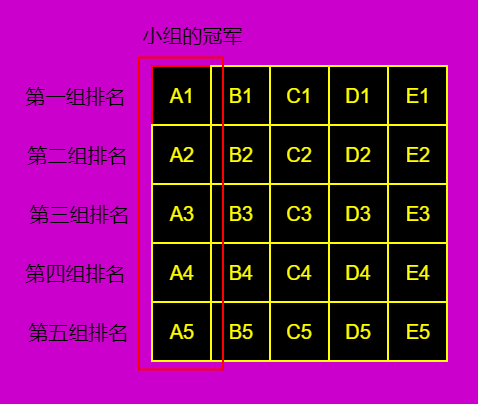 小组的冠军
第一组排名 A1 B1 C1 D1 E1
第二组排名 A2 B2 C2 D2 E2
第三组排名 A3 B3 C3 D3 E3
第四组排名 A4 B4 C4 D4 E4
第五组排名 A5 B5 C5 D5 E5